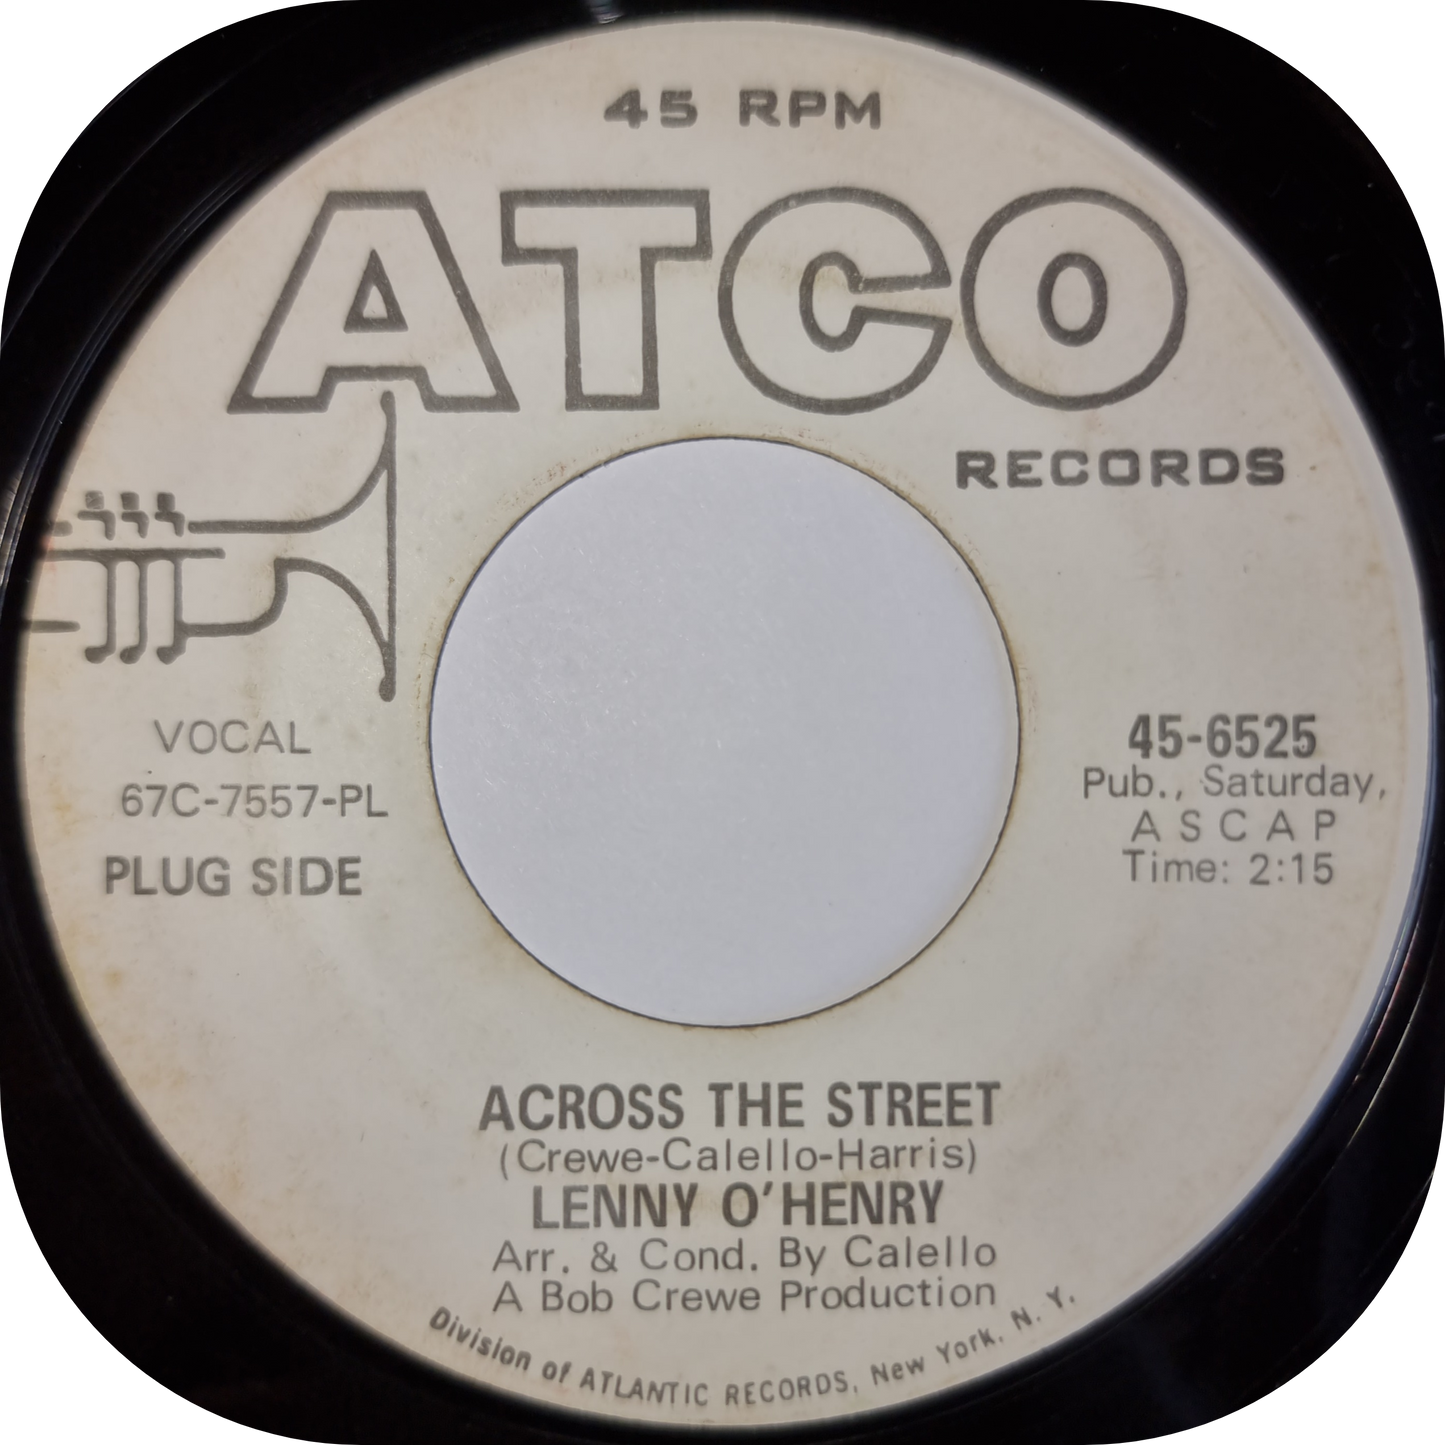 45 RPM
ATCO
RECORDS
VOCAL
67C-7557-PL
PLUG SIDE
45-6525
Pub., Saturday,
ASCAP
Time: 2:15
ACROSS THE STREET
(Crewe-Calello-Harris)
LENNY O'HENRY
Arr. & Cond. By Calello
A Bob Crewe Production
Division of ATLANTIC RECORDS, New York, N. Y.